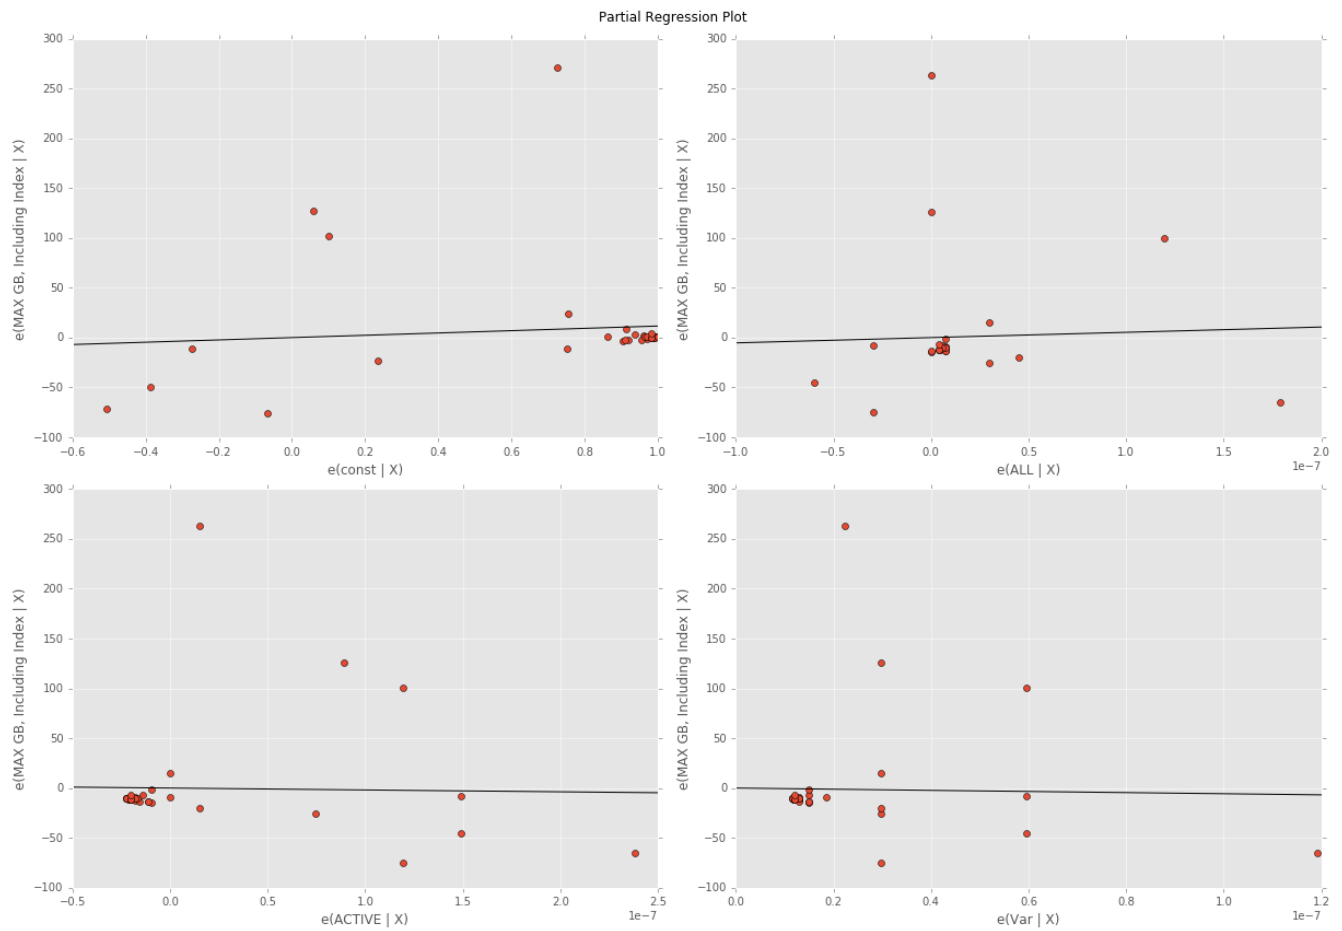 Partial Regression Plot
300
250
200
150
100
50
0
−50
−100
e(MAX GB, Including Index | X)
−0.6 −0.4 −0.2 0.0 0.2 0.4 0.6 0.8 1.0
e(const | X)
300
250
200
150
100
50
0
−50
−100
e(MAX GB, Including Index | X)
−1.0 −0.5 0.0 0.5 1.0 1.5 2.0
1e−7
e(ALL | X)
300
250
200
150
100
50
0
−50
−100
e(MAX GB, Including Index | X)
−0.5 0.0 0.5 1.0 1.5 2.0 2.5
1e−7
e(ACTIVE | X)
300
250
200
150
100
50
0
−50
−100
e(MAX GB, Including Index | X)
0.0 0.2 0.4 0.6 0.8 1.0 1.2
1e−7
e(Var | X)